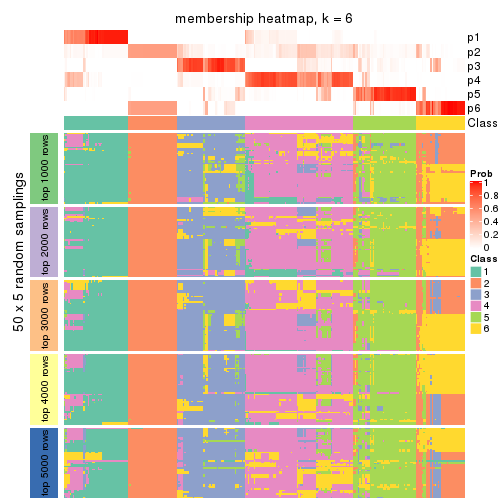 membership heatmap, k = 6
p1
p2
p3
p4
p5
p6
Class
50 x 5 random samplings
top 1000 rows
top 2000 rows
top 3000 rows
top 4000 rows
top 5000 rows
Prob
1
0.8
0.6
0.4
0.2
0
Class
1
2
3
4
5
6